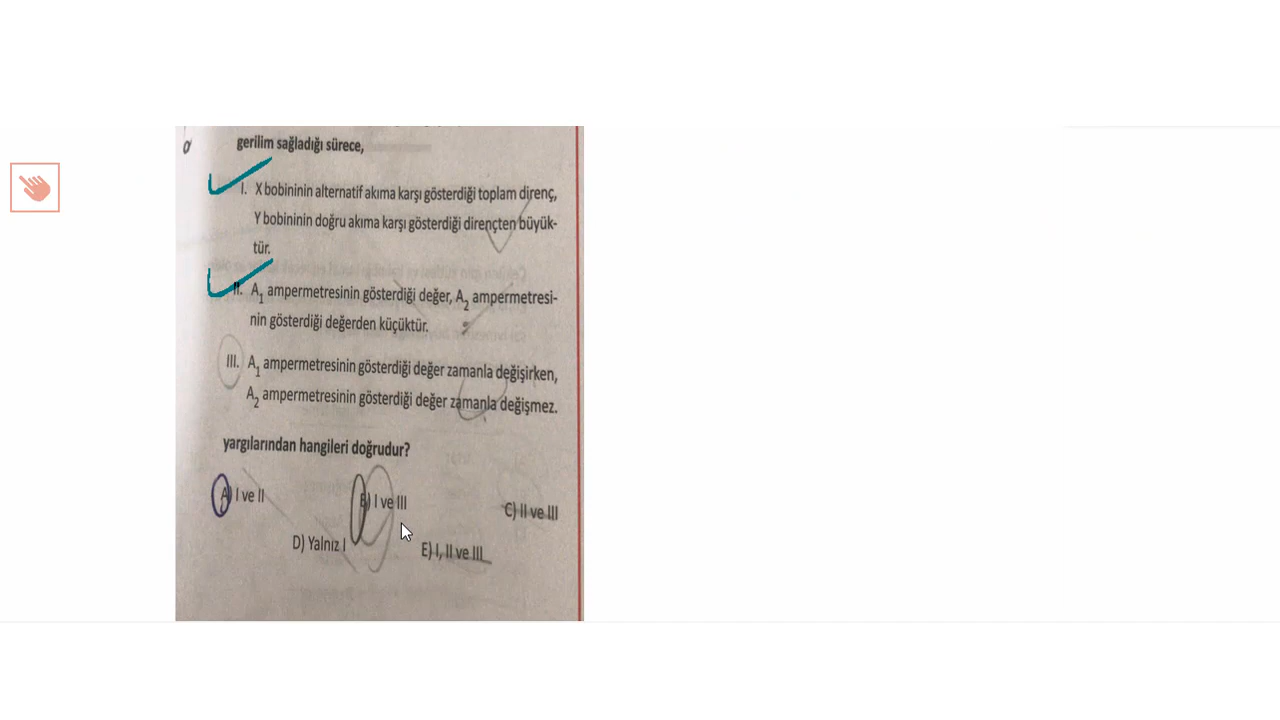 gerilim sağladığı sürece,
I. X bobininin alternatif akıma karşı gösterdiği toplam direnç,
Y bobininin doğru akıma karşı gösterdiği dirençten büyük-
tür.
II. A1 ampermetresinin gösterdiği değer, A2 ampermetresi-
nin gösterdiği değerden küçüktür.
III. A1 ampermetresinin gösterdiği değer zamanla değişirken,
A2 ampermetresinin gösterdiği değer zamanla değişmez.
yargılarından hangileri doğrudur?
A) I ve II
B) I ve III
C) II ve III
D) Yalnız I
E) I, II ve III